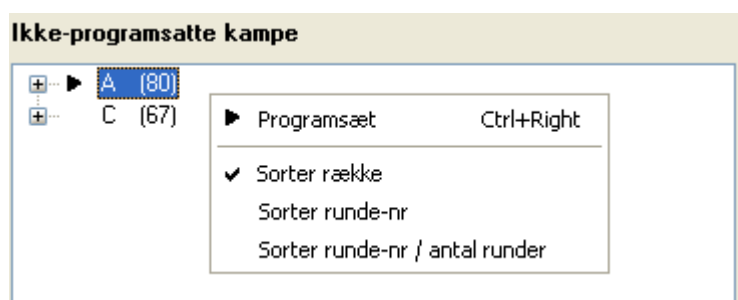 Ikke-programsatte kampe
A (80)
C (67)
Programsæt Ctrl+Right
Sorter række
Sorter runde-nr
Sorter runde-nr / antal runder